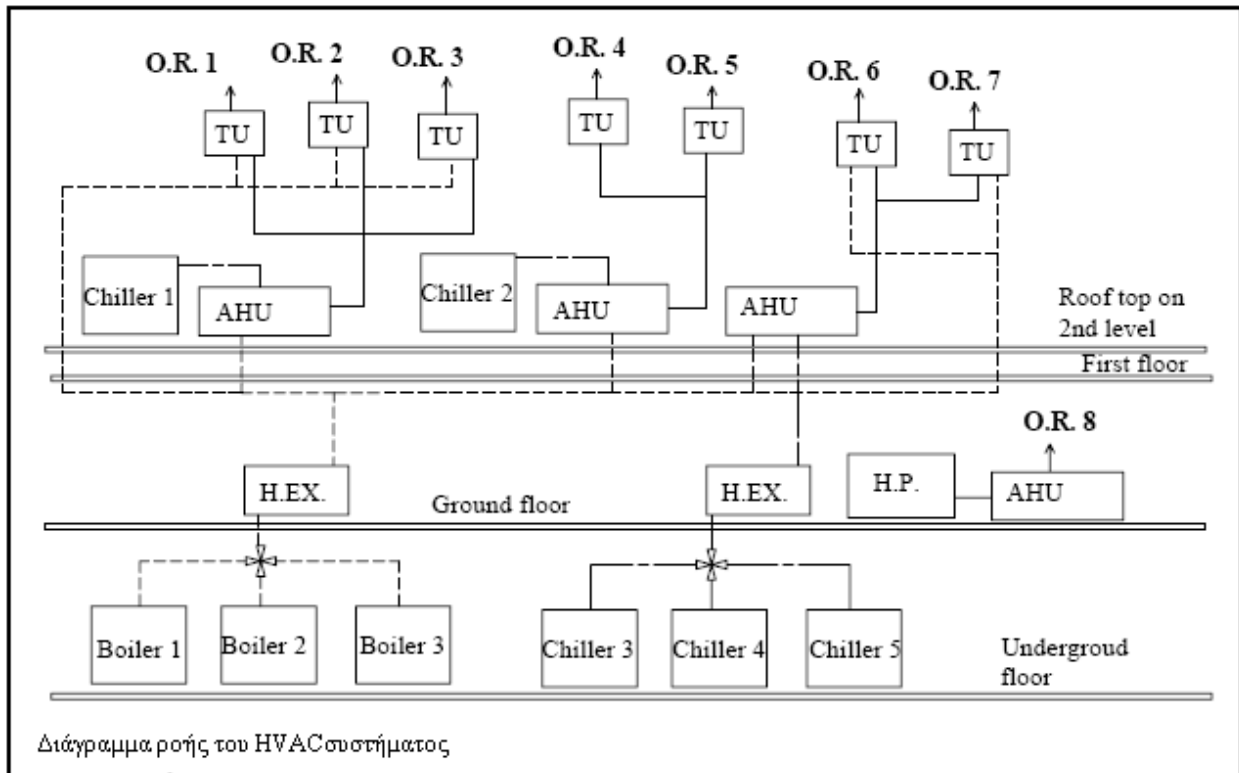 O.R. 1
O.R. 2
O.R. 3
O.R. 4
O.R. 5
O.R. 6
O.R. 7
TU
TU
TU
TU
TU
TU
TU
Chiller 1
AHU
Chiller 2
AHU
AHU
Roof top on
2nd level
First floor
O.R. 8
H.EX.
H.EX.
H.P.
AHU
Ground floor
Boiler 1
Boiler 2
Boiler 3
Chiller 3
Chiller 4
Chiller 5
Undergroud
floor
Διάγραμμα ροής του HVAC συστήματος